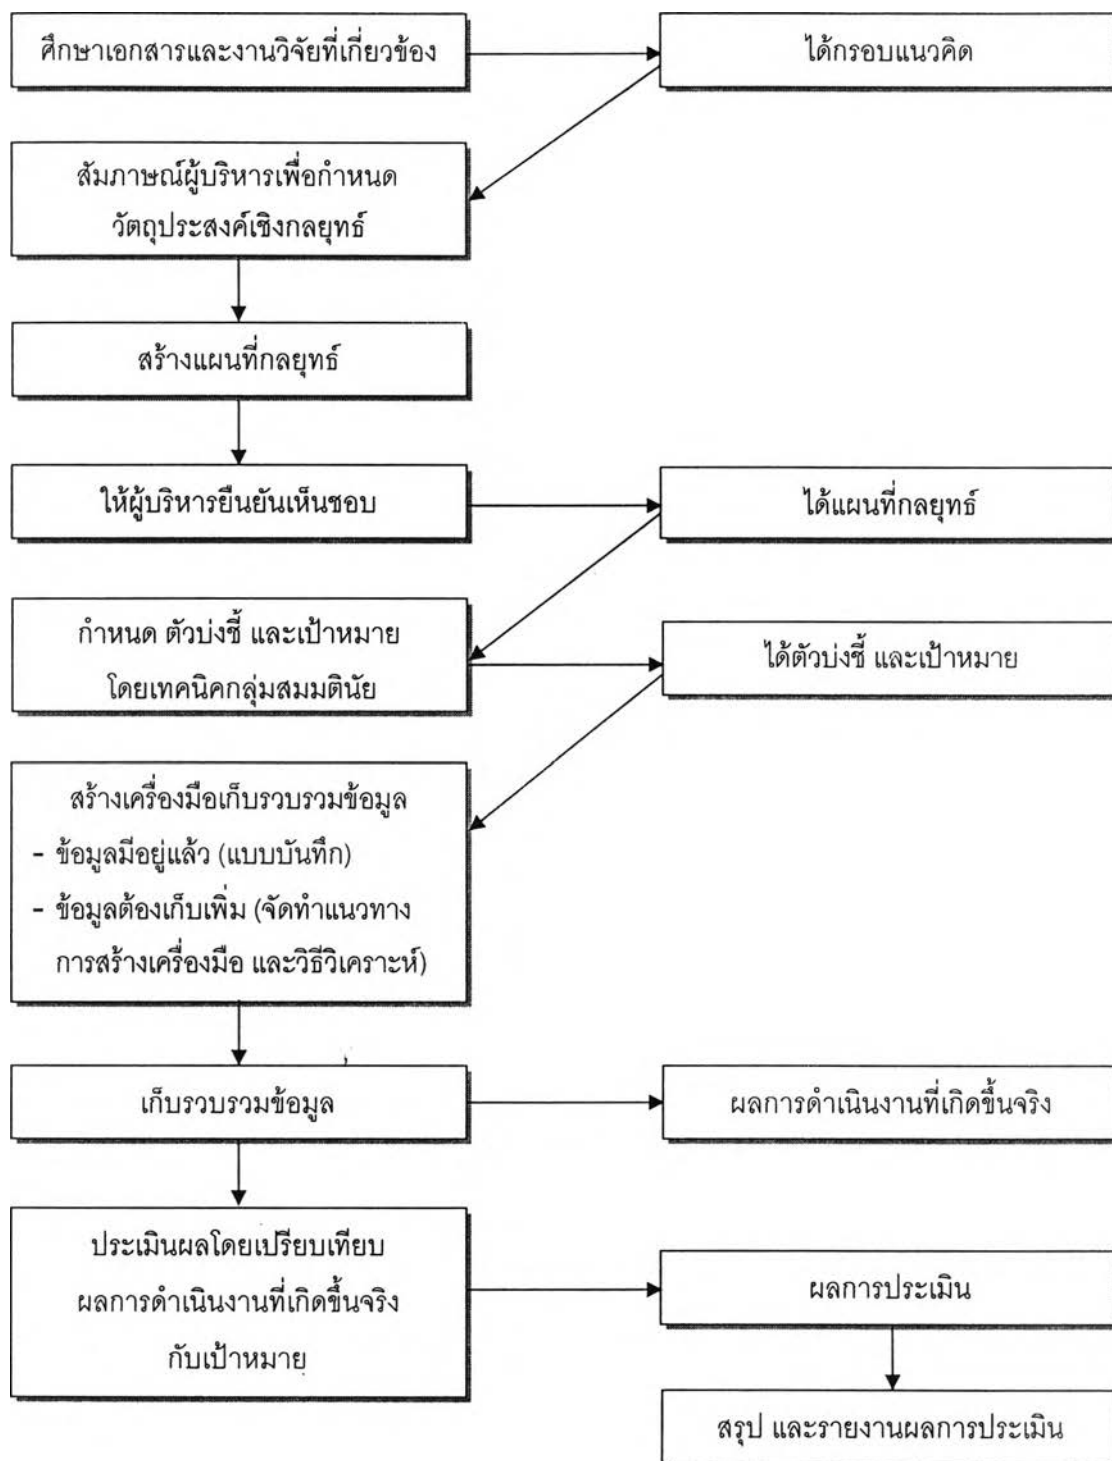 ศึกษาเอกสารและงานวิจัยที่เกี่ยวข้อง
ได้กรอบแนวคิด
สัมภาษณ์ผู้บริหารเพื่อกำหนด
วัตถุประสงค์เชิงกลยุทธ์
สร้างแผนที่กลยุทธ์
ให้ผู้บริหารยืนยันเห็นชอบ
ได้แผนที่กลยุทธ์
กำหนด ตัวบ่งชี้ และเป้าหมาย
โดยเทคนิคกลุ่มสมมตินัย
ได้ตัวบ่งชี้ และเป้าหมาย
สร้างเครื่องมือเก็บรวบรวมข้อมูล
- ข้อมูลมีอยู่แล้ว (แบบบันทึก)
- ข้อมูลต้องเก็บเพิ่ม (จัดทำแนวทาง
การสร้างเครื่องมือ และวิธีวิเคราะห์)
เก็บรวบรวมข้อมูล
ผลการดำเนินงานที่เกิดขึ้นจริง
ประเมินผลโดยเปรียบเทียบ
ผลการดำเนินงานที่เกิดขึ้นจริง
กับเป้าหมาย
ผลการประเมิน
สรุป และรายงานผลการประเมิน